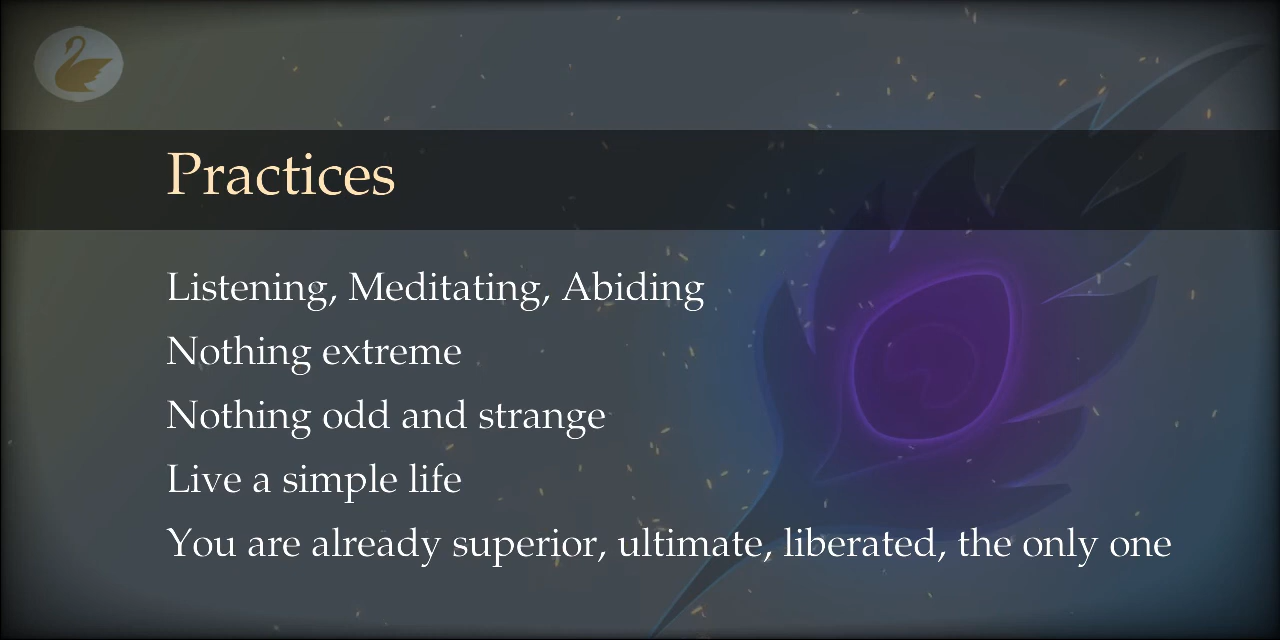 Practices
Listening, Meditating, Abiding
Nothing extreme
Nothing odd and strange
Live a simple life
You are already superior, ultimate, liberated, the only one